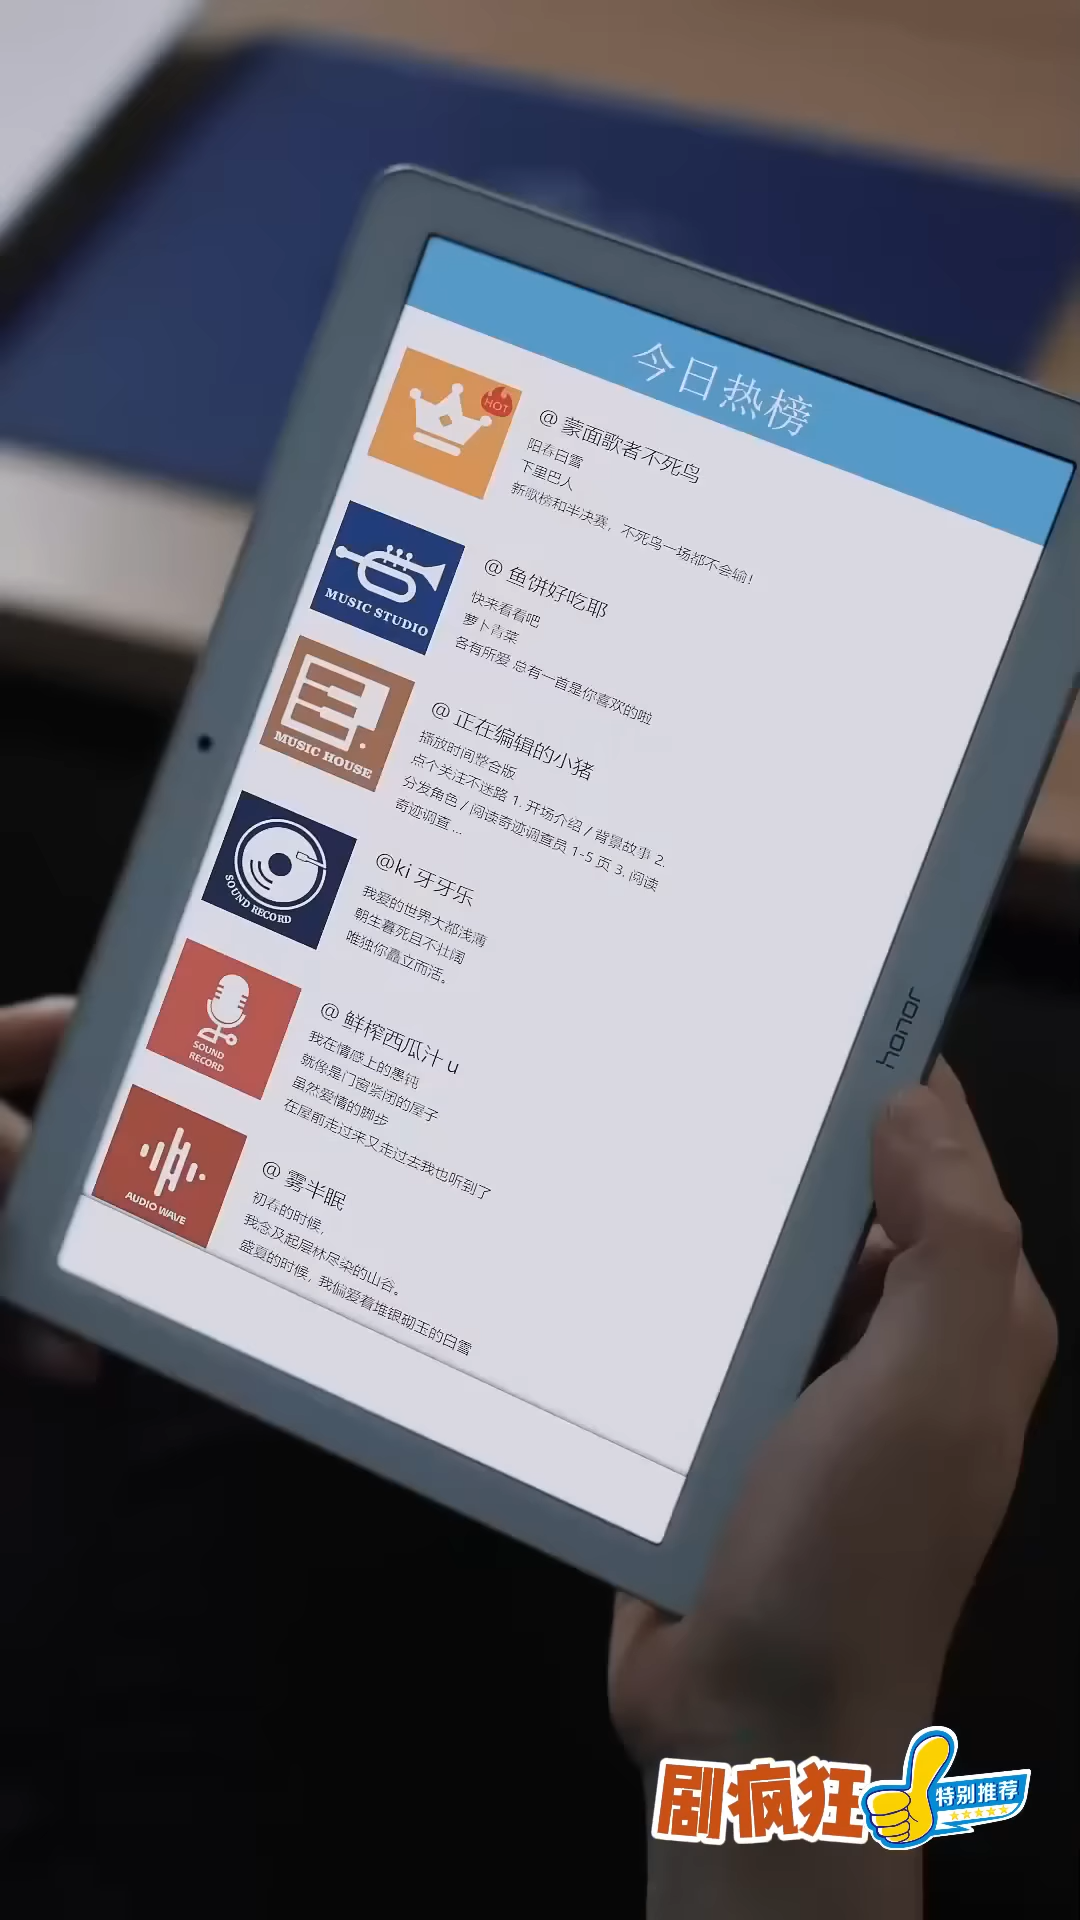 今日热榜
HOT
@ 蒙面歌者不死鸟
阳春白雪
下里巴人
新歌榜和半决赛，不死鸟一场都不会输！
MUSIC STUDIO
@ 鱼饼好吃耶
快来看看吧
萝卜青菜
各有所爱 总有一首是你喜欢的啦
MUSIC HOUSE
@ 正在编辑的小猪
播放时间整合版
点个关注不迷路 1. 开场介绍 / 背景故事 2.
分发角色 / 阅读奇迹调查员 1-5 页 3. 阅读
奇迹调查 ...
SOUND RECORD
@ki 牙牙乐
我爱的世界大都浅薄
朝生暮死且不壮阔
唯独你矗立而活。
SOUND
RECORD
@ 鲜榨西瓜汁 u
我在情感上的愚钝
就像是门窗紧闭的屋子
虽然爱情的脚步
在屋前走过来又走过去我也听到了
AUDIO WAVE
@ 雾半眠
初春的时候，
我念及起层林尽染的山谷。
盛夏的时候，我偏爱着堆银砌玉的白雪
honor
剧疯狂
特别推荐